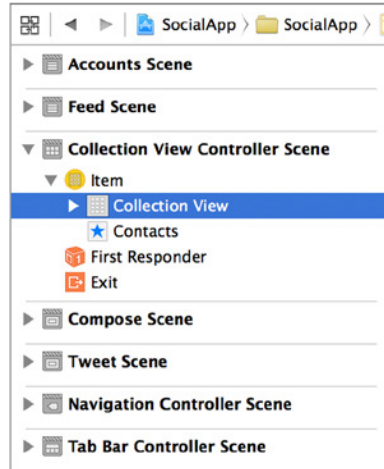 SocialApp SocialApp
Accounts Scene
Feed Scene
Collection View Controller Scene
Item
Collection View
Contacts
First Responder
Exit
Compose Scene
Tweet Scene
Navigation Controller Scene
Tab Bar Controller Scene